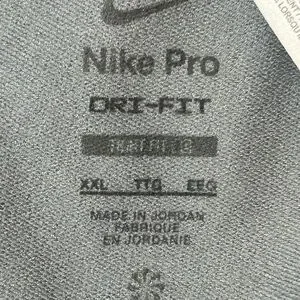 Nike Pro
DRI-FIT
XXL TTG EEG
MADE IN JORDAN
FABRIQUE
EN JORDANIE